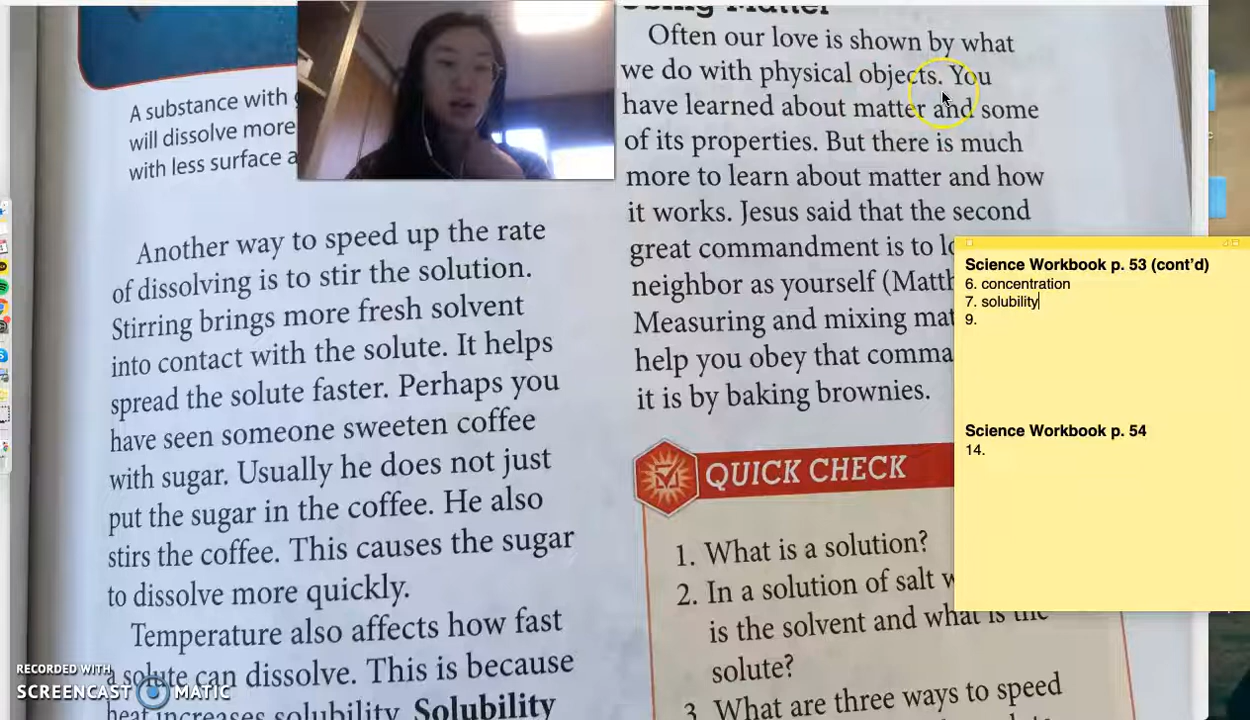 A substance with
will dissolve more
with less surface a
Another way to speed up the rate
of dissolving is to stir the solution.
Stirring brings more fresh solvent
into contact with the solute. It helps
spread the solute faster. Perhaps you
have seen someone sweeten coffee
with sugar. Usually he does not just
put the sugar in the coffee. He also
stirs the coffee. This causes the sugar
to dissolve more quickly.
Temperature also affects how fast
a solute can dissolve. This is because
heat increases solubility. Solubility
Using Matter
Often our love is shown by what
we do with physical objects. You
have learned about matter and some
of its properties. But there is much
more to learn about matter and how
it works. Jesus said that the second
great commandment is to lo
neighbor as yourself (Matth
Measuring and mixing mat
help you obey that comma
it is by baking brownies.
QUICK CHECK
1. What is a solution?
2. In a solution of salt w
is the solvent and what is the
solute?
3. What are three ways to speed
Science Workbook p. 53 (cont'd)
6. concentration
7. solubility
9.
Science Workbook p. 54
14.
RECORDED WITH
SCREENCAST MATIC